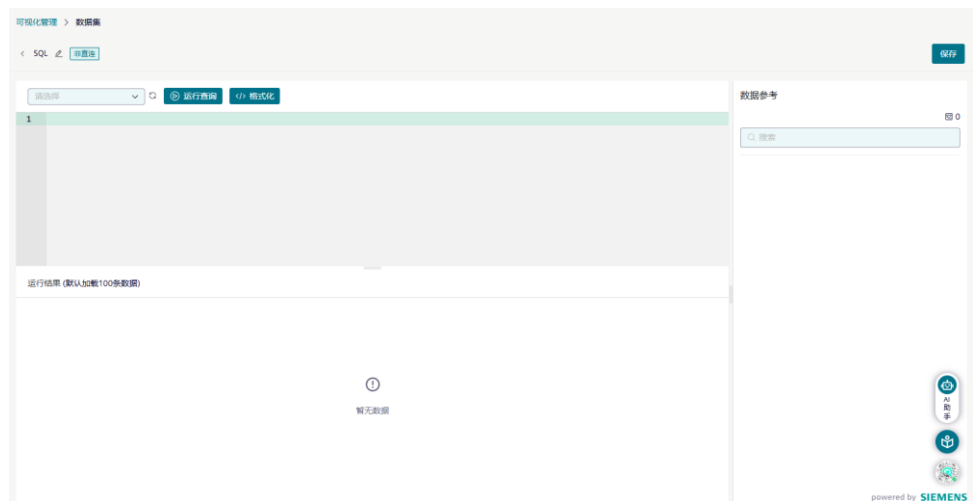 可视化管理 > 数据集
< SQL 非直连
保存
请选择 运行查询 </> 格式化
1
运行结果 (默认加载100条数据)
暂无数据
数据参考
0
搜索
AI
助
手
powered by SIEMENS